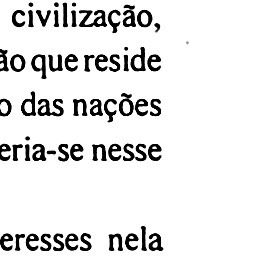 civilização,
ão que reside
o das nações
eria-se nesse
eresses nela